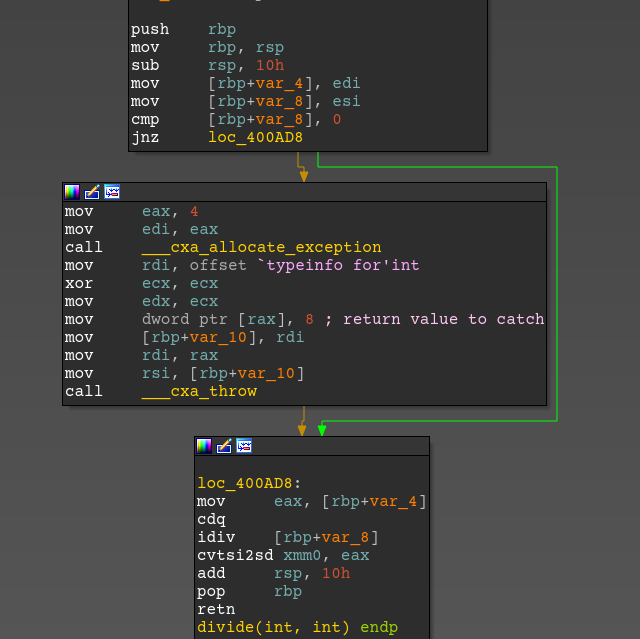 push rbp
mov rbp, rsp
sub rsp, 10h
mov [rbp+var_4], edi
mov [rbp+var_8], esi
cmp [rbp+var_8], 0
jnz loc_400AD8
mov eax, 4
mov edi, eax
call ___cxa_allocate_exception
mov rdi, offset `typeinfo for'int
xor ecx, ecx
mov edx, ecx
mov dword ptr [rax], 8 ; return value to catch
mov [rbp+var_10], rdi
mov rdi, rax
mov rsi, [rbp+var_10]
call ___cxa_throw
loc_400AD8:
mov eax, [rbp+var_4]
cdq
idiv [rbp+var_8]
cvtsi2sd xmm0, eax
add rsp, 10h
pop rbp
retn
divide(int, int) endp